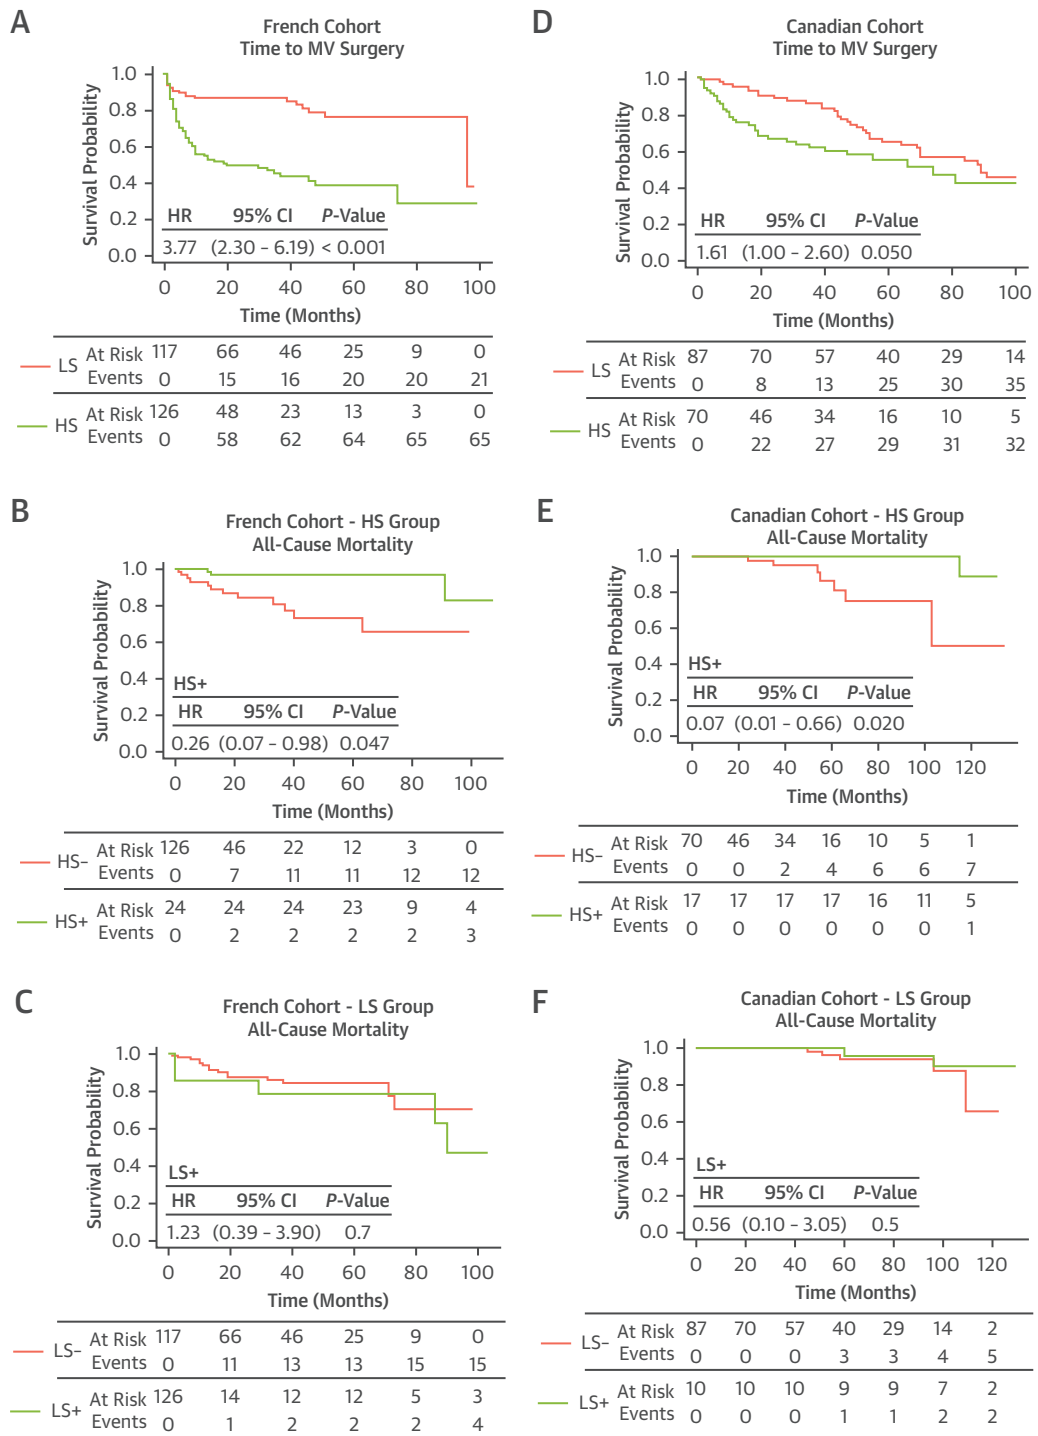 A
French Cohort
Time to MV Surgery
Survival Probability
1.0
0.8
0.6
0.4
0.2
0.0
HR 95% CI P-Value
3.77 (2.30 – 6.19) < 0.001
0 20 40 60 80 100
Time (Months)
LS At Risk 117 66 46 25 9 0
Events 0 15 16 20 20 21
HS At Risk 126 48 23 13 3 0
Events 0 58 62 64 65 65
D
Canadian Cohort
Time to MV Surgery
Survival Probability
1.0
0.8
0.6
0.4
0.2
0.0
HR 95% CI P-Value
1.61 (1.00 – 2.60) 0.050
0 20 40 60 80 100
Time (Months)
LS At Risk 87 70 57 40 29 14
Events 0 8 13 25 30 35
HS At Risk 70 46 34 16 10 5
Events 0 22 27 29 31 32
B
French Cohort - HS Group
All-Cause Mortality
Survival Probability
1.0
0.8
0.6
0.4
0.2
0.0
HS+
HR 95% CI P-Value
0.26 (0.07 – 0.98) 0.047
0 20 40 60 80 100
Time (Months)
HS– At Risk 126 46 22 12 3 0
Events 0 7 11 11 12 12
HS+ At Risk 24 24 24 23 9 4
Events 0 2 2 2 2 3
E
Canadian Cohort - HS Group
All-Cause Mortality
Survival Probability
1.0
0.8
0.6
0.4
0.2
0.0
HS+
HR 95% CI P-Value
0.07 (0.01 – 0.66) 0.020
0 20 40 60 80 100 120
Time (Months)
HS– At Risk 70 46 34 16 10 5 1
Events 0 0 2 4 6 6 7
HS+ At Risk 17 17 17 17 16 11 5
Events 0 0 0 0 0 0 1
C
French Cohort - LS Group
All-Cause Mortality
Survival Probability
1.0
0.8
0.6
0.4
0.2
0.0
LS+
HR 95% CI P-Value
1.23 (0.39 – 3.90) 0.7
0 20 40 60 80 100
Time (Months)
LS– At Risk 117 66 46 25 9 0
Events 0 11 13 13 15 15
LS+ At Risk 126 14 12 12 5 3
Events 0 1 2 2 2 4
F
Canadian Cohort - LS Group
All-Cause Mortality
Survival Probability
1.0
0.8
0.6
0.4
0.2
0.0
LS+
HR 95% CI P-Value
0.56 (0.10 – 3.05) 0.5
0 20 40 60 80 100 120
Time (Months)
LS– At Risk 87 70 57 40 29 14 2
Events 0 0 0 3 3 4 5
LS+ At Risk 10 10 10 9 9 7 2
Events 0 0 0 1 1 2 2